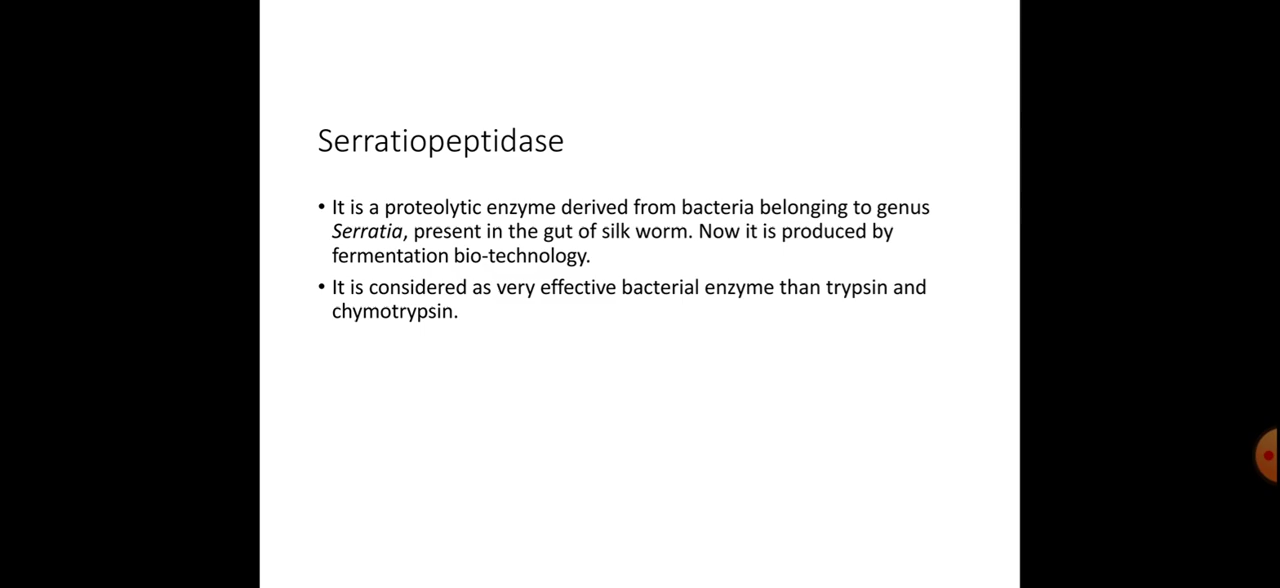 Serratiopeptidase
• It is a proteolytic enzyme derived from bacteria belonging to genus
Serratia, present in the gut of silk worm. Now it is produced by
fermentation bio-technology.
• It is considered as very effective bacterial enzyme than trypsin and
chymotrypsin.